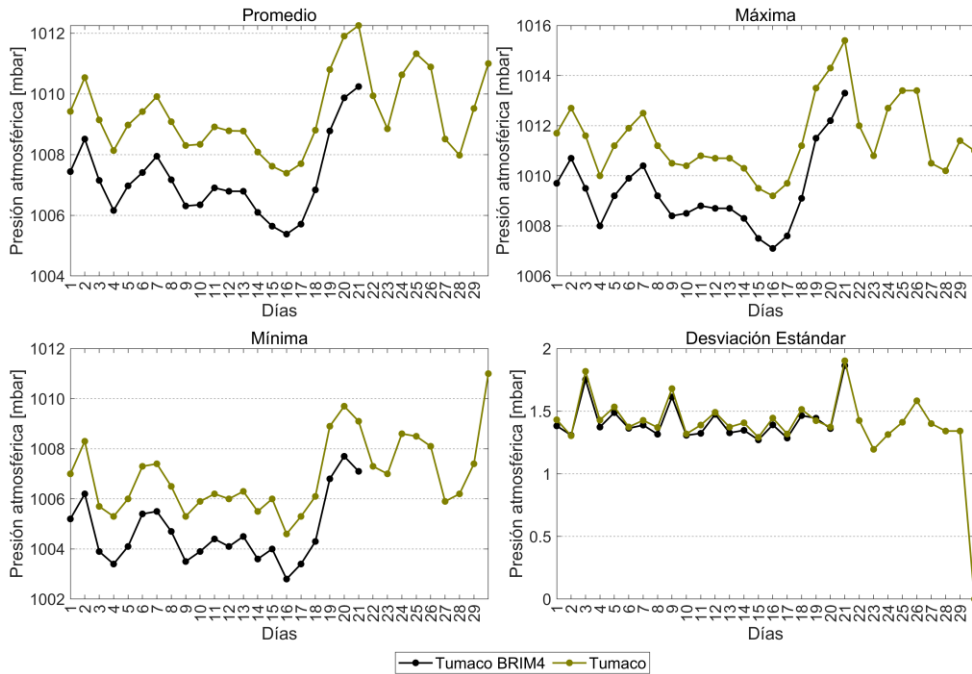 Promedio
Presión atmosférica [mbar]
1012
1010
1008
1006
1004
1 2 3 4 5 6 7 8 9 10 11 12 13 14 15 16 17 18 19 20 21 22 23 24 25 26 27 28 29
Días
Máxima
Presión atmosférica [mbar]
1016
1014
1012
1010
1008
1006
1 2 3 4 5 6 7 8 9 10 11 12 13 14 15 16 17 18 19 20 21 22 23 24 25 26 27 28 29
Días
Mínima
Presión atmosférica [mbar]
1012
1010
1008
1006
1004
1002
1 2 3 4 5 6 7 8 9 10 11 12 13 14 15 16 17 18 19 20 21 22 23 24 25 26 27 28 29
Días
Desviación Estándar
Presión atmosférica [mbar]
2
1.5
1
0.5
0
1 2 3 4 5 6 7 8 9 10 11 12 13 14 15 16 17 18 19 20 21 22 23 24 25 26 27 28 29
Días
Tumaco BRIM4
Tumaco